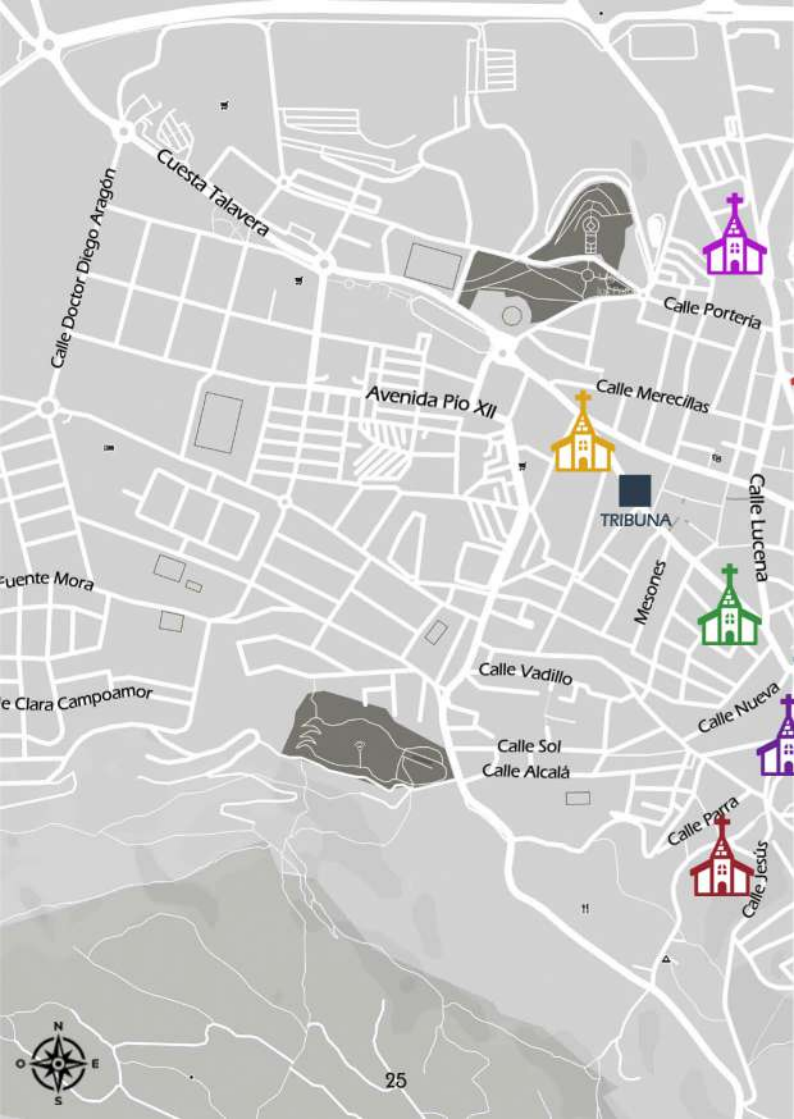 Cuesta Talavera
Calle Doctor Diego Aragón
Calle Portería
Calle Merecillas
Avenida Pio XII
Calle Lucena
TRIBUNA
Mesones
Fuente Mora
Calle Vadillo
e Clara Campoamor
Calle Nueva
Calle Sol
Calle Alcalá
Calle Parra
Calle Jesús
N
O
E
S
25